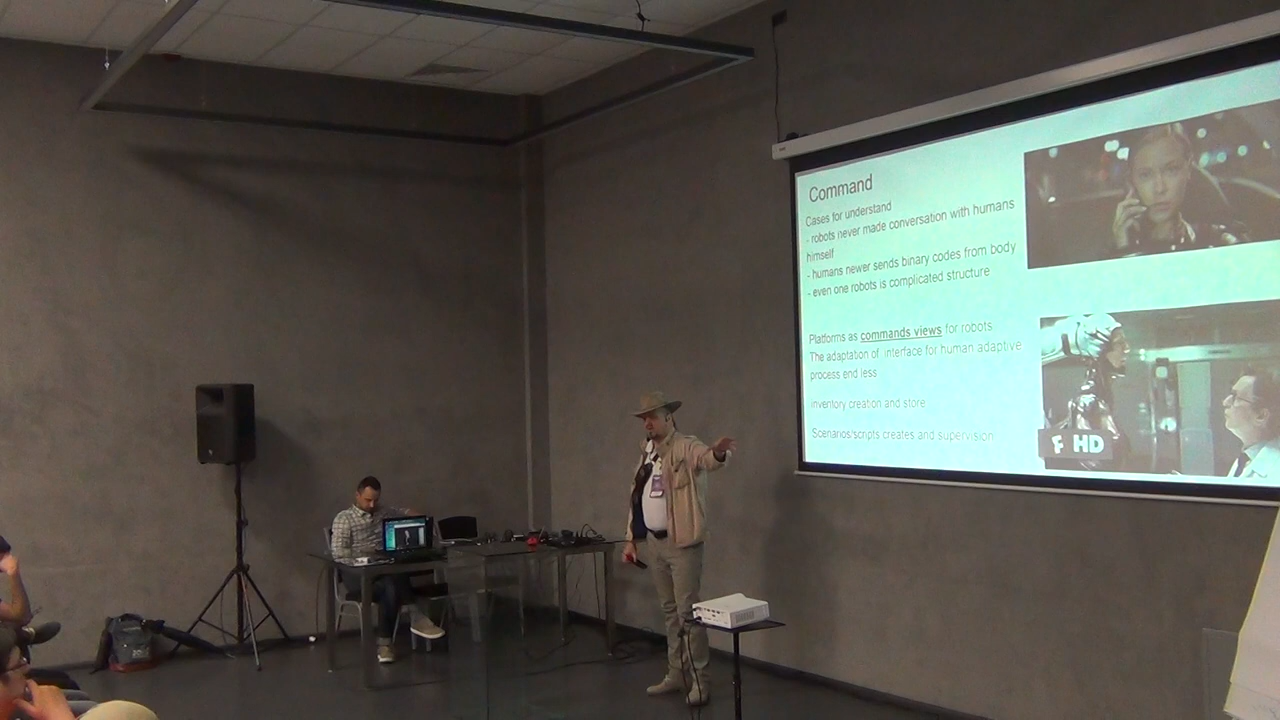 Command
Cases for understand
- robots never made conversation with humans
himself
- humans newer sends binary codes from body
- even one robots is complicated structure
Platforms as commands views for robots
The adaptation of interface for human adaptive
process end less
inventory creation and store
Scenarios/scripts creates and supervision
F HD